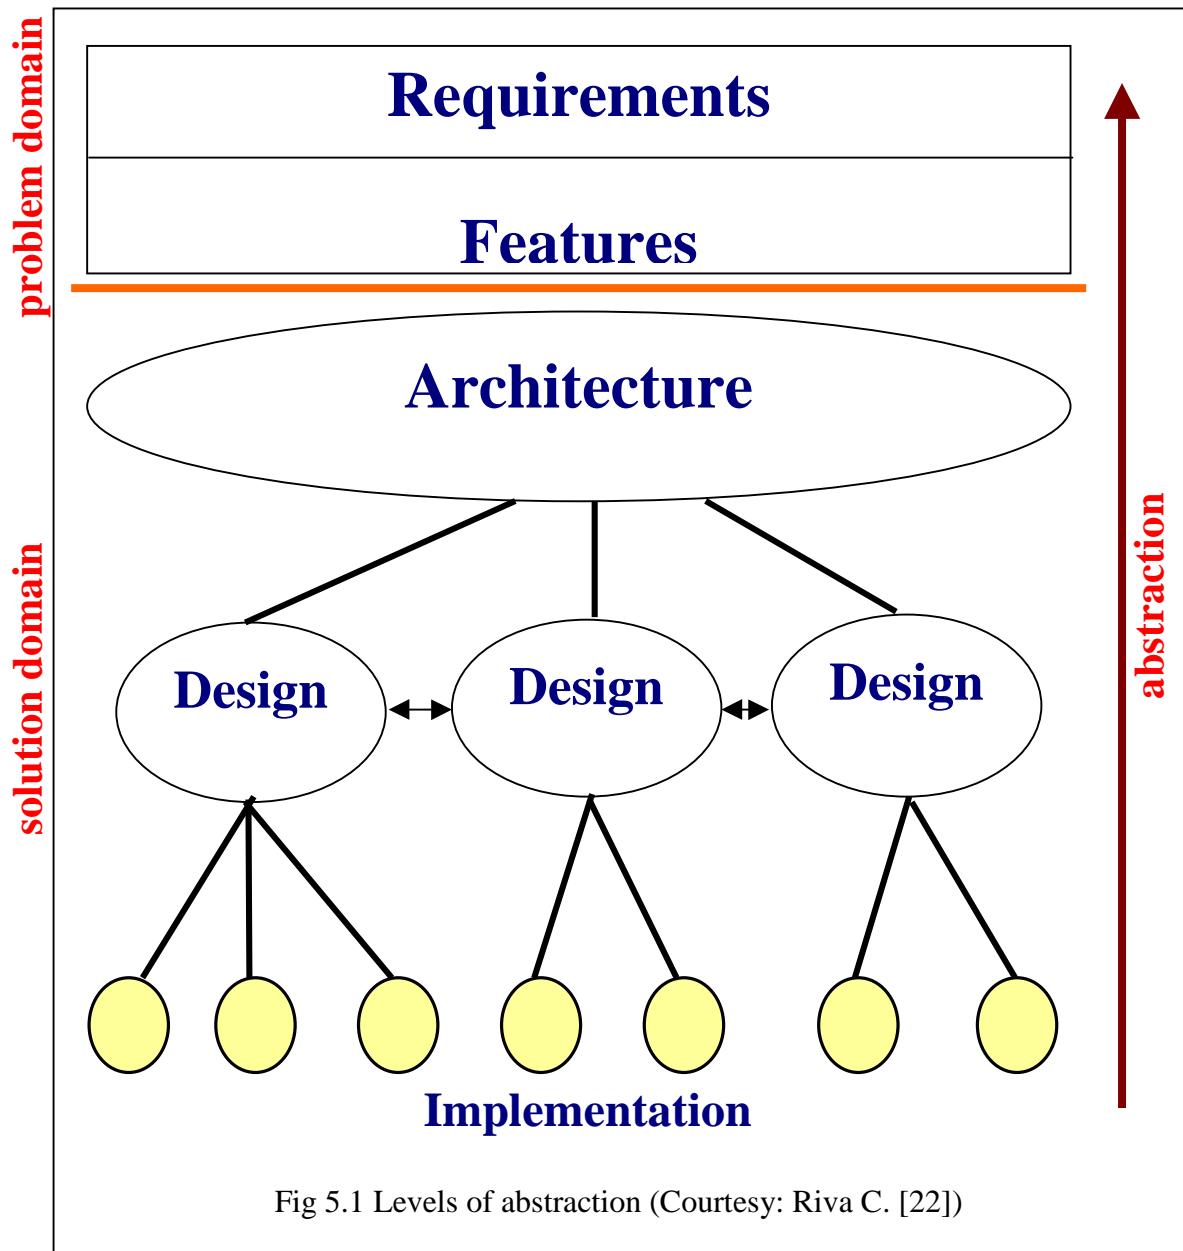 problem domain
Requirements
Features
Architecture
abstraction
solution domain
Design
Design
Design
Implementation
Fig 5.1 Levels of abstraction (Courtesy: Riva C. [22])